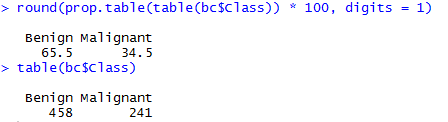 > round(prop.table(table(bc$Class)) * 100, digits = 1)
Benign Malignant
65.5 34.5
> table(bc$Class)
Benign Malignant
458 241